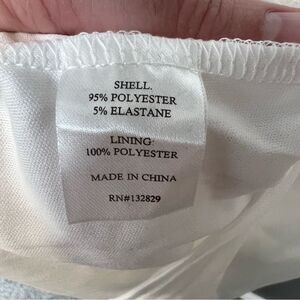 SHELL.
95% POLYESTER
5% ELASTANE
LINING
100% POLYESTER
MADE IN CHINA
RN#132829